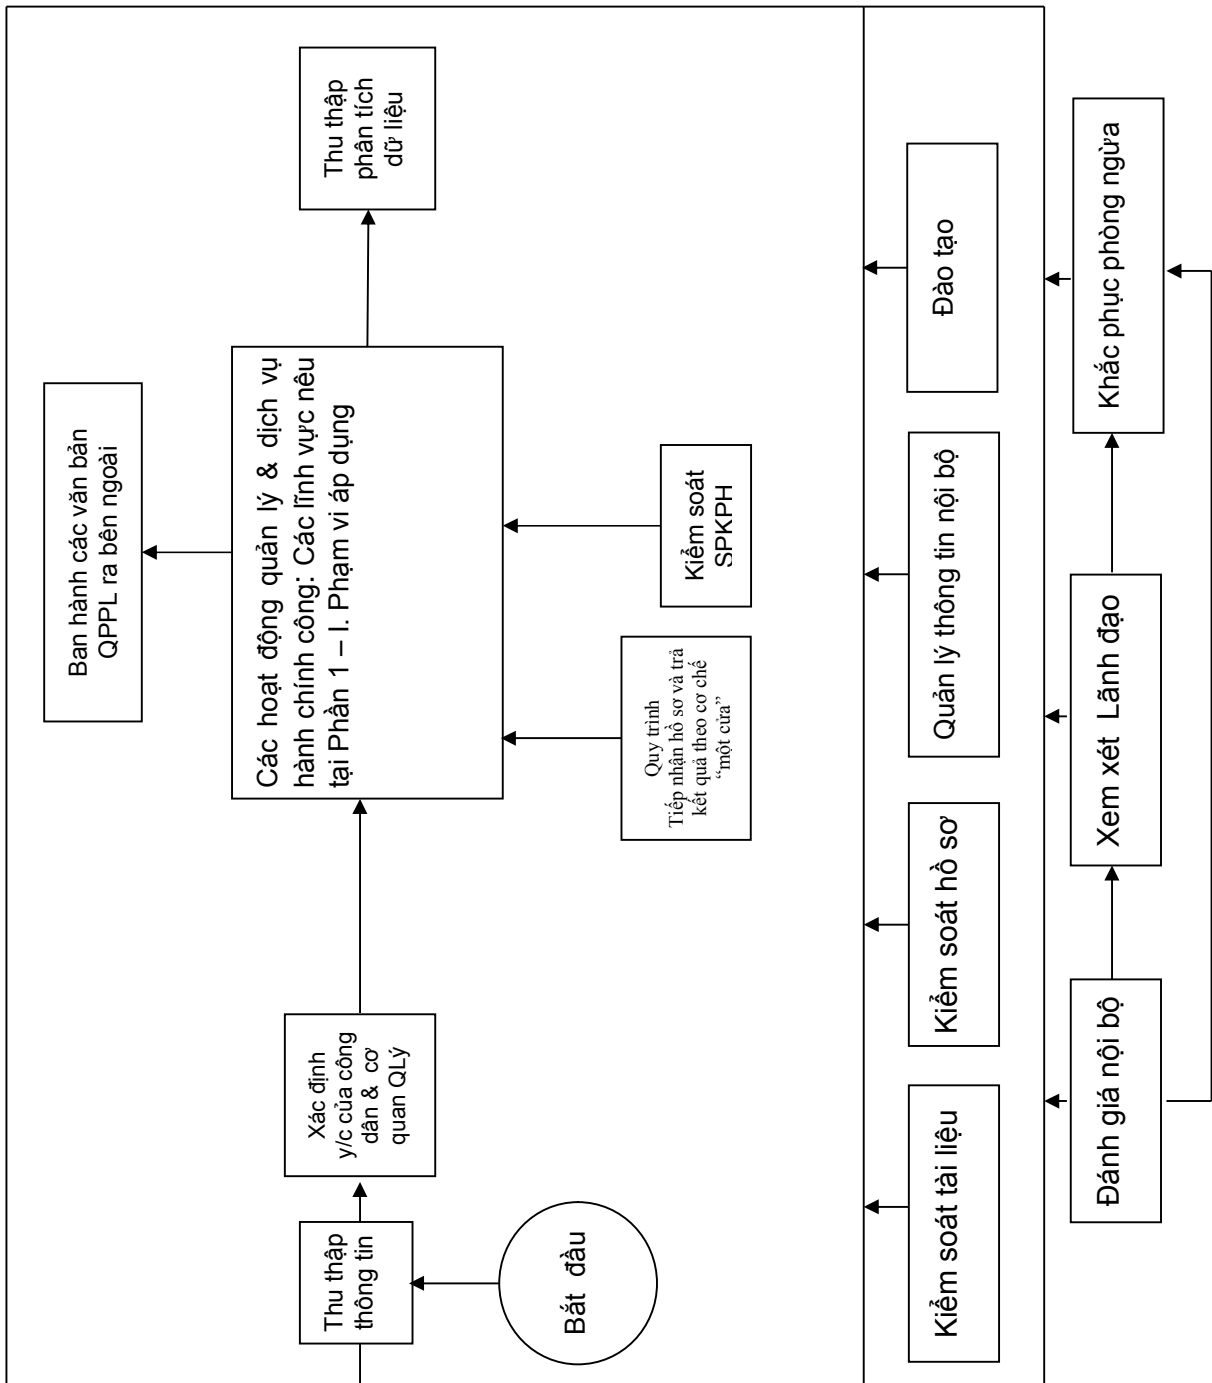 Bắt đầu
Thu thập
thông tin
Xác định
y/c của công
dân & cơ
quan QLý
Ban hành các văn bản
QPPL ra bên ngoài
Các hoạt động quản lý & dịch vụ
hành chính công: Các lĩnh vực nêu
tại Phần 1 – I. Phạm vi áp dụng
Thu thập
phân tích
dữ liệu
Quy trình
Tiếp nhận hồ sơ và trả
kết quả theo cơ chế
“một cửa”
Kiểm soát
SPKPH
Kiểm soát tài liệu
Kiểm soát hồ sơ
Quản lý thông tin nội bộ
Đào tạo
Đánh giá nội bộ
Xem xét Lãnh đạo
Khắc phục phòng ngừa